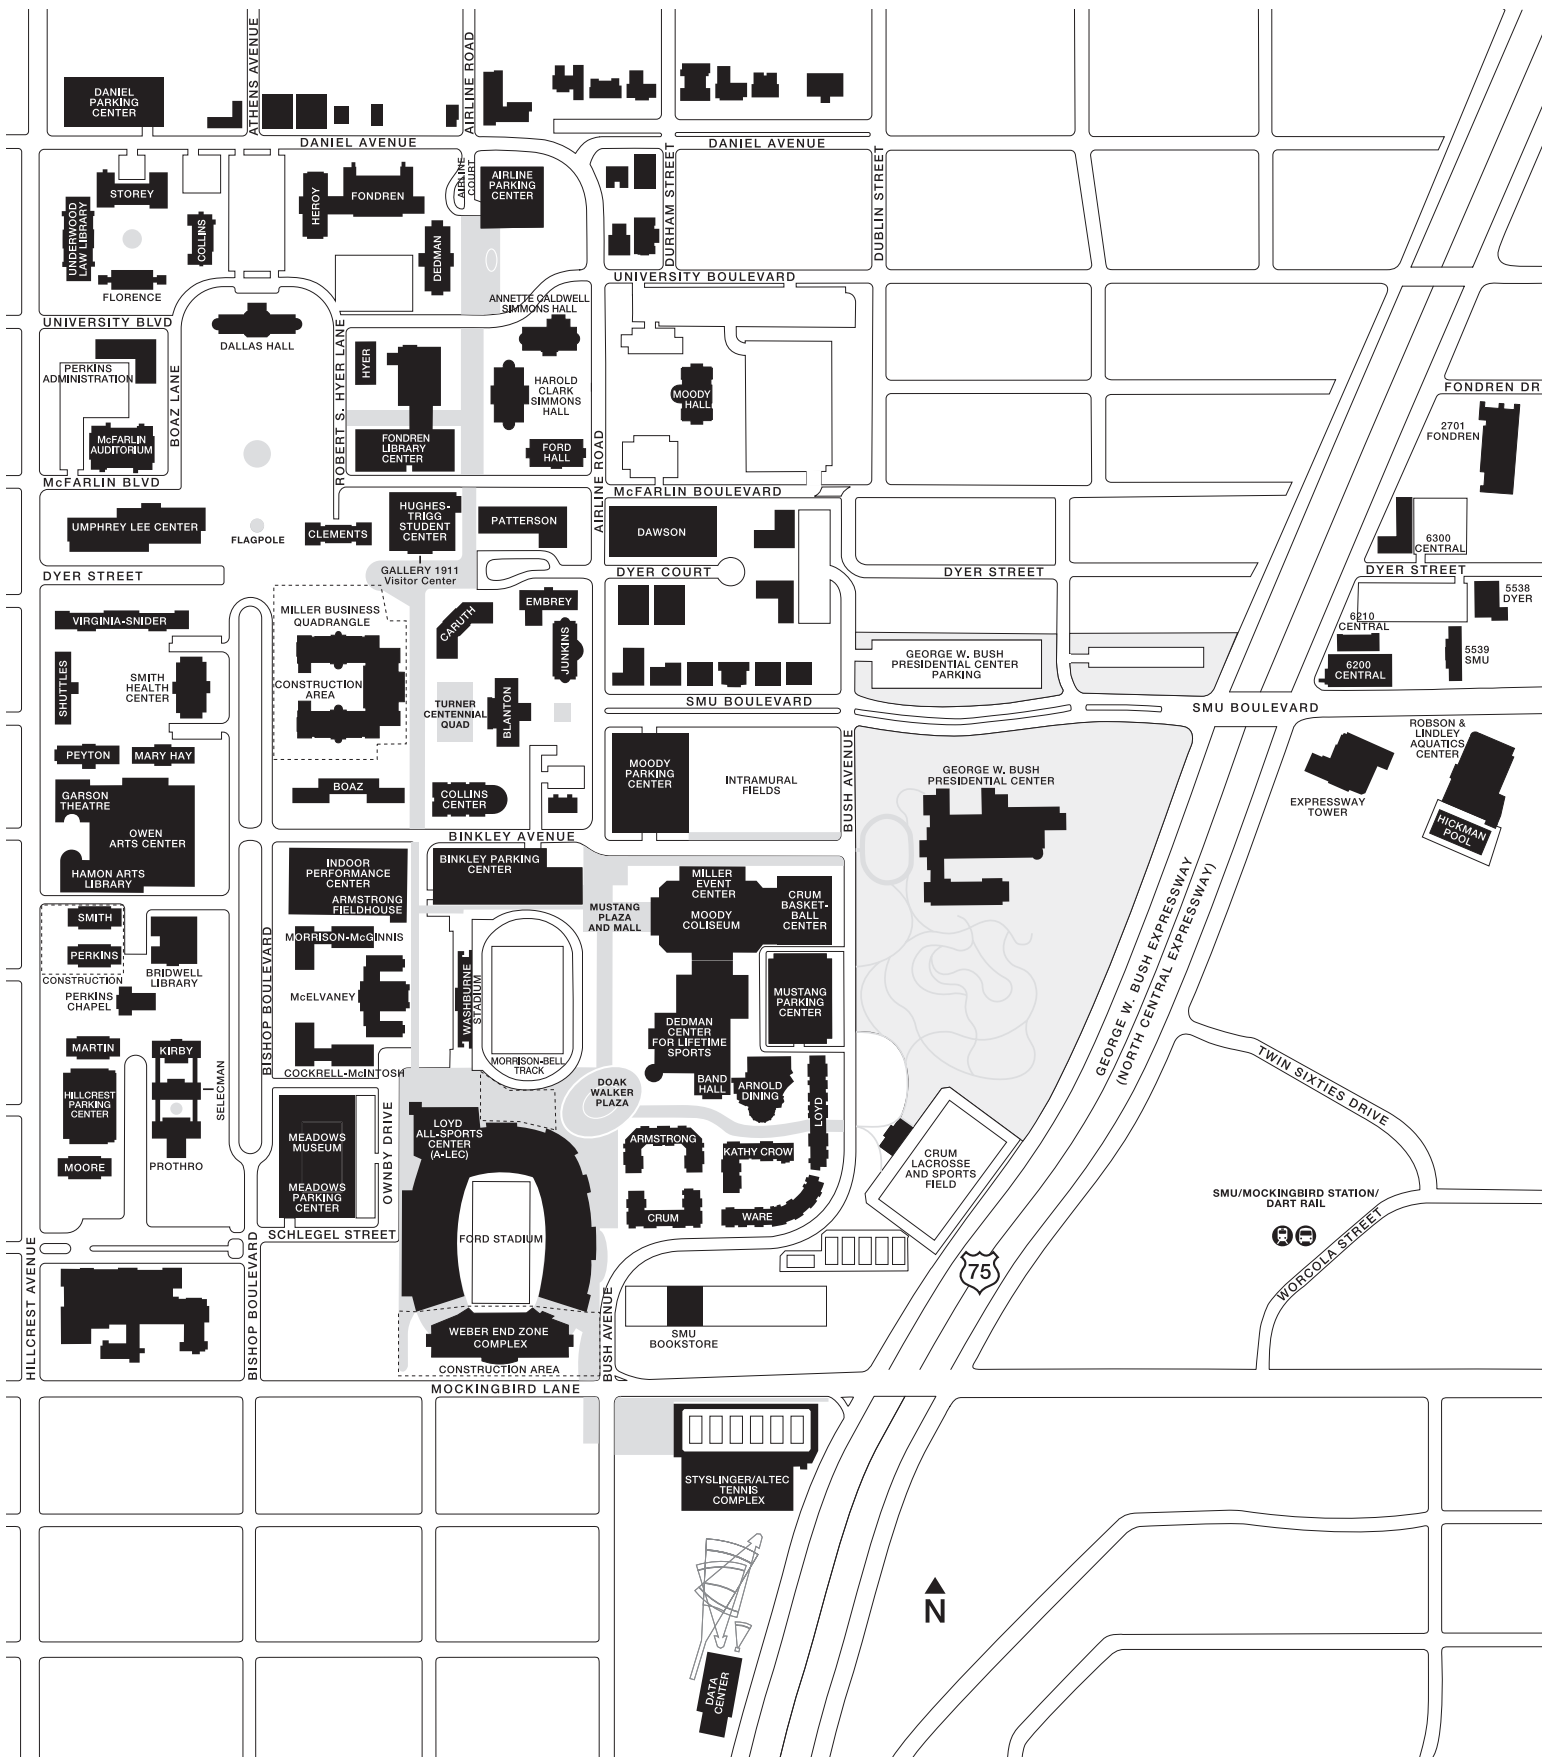 DANIEL
PARKING
CENTER
ATHENS AVENUE
AIRLINE ROAD
DANIEL AVENUE
DANIEL AVENUE
STOREY
UNDERWOOD
LAW LIBRARY
COLLINS
FLORENCE
HEROY
FONDREN
DEDMAN
AIRLINE
COURT
AIRLINE
PARKING
CENTER
DURHAM STREET
DUBLIN STREET
UNIVERSITY BOULEVARD
UNIVERSITY BLVD
DALLAS HALL
ANNETTE CALDWELL
SIMMONS HALL
PERKINS
ADMINISTRATION
BOAZ LANE
ROBERT S. HYER LANE
HYER
HAROLD
CLARK
SIMMONS
HALL
MOODY
HALL
FONDREN DR
2701
FONDREN
McFARLIN
AUDITORIUM
FONDREN
LIBRARY
CENTER
FORD
HALL
AIRLINE ROAD
McFARLIN BLVD
McFARLIN BOULEVARD
UMPHREY LEE CENTER
FLAGPOLE
CLEMENTS
HUGHES-
TRIGG
STUDENT
CENTER
PATTERSON
DAWSON
6300
CENTRAL
GALLERY 1911
Visitor Center
DYER STREET
DYER COURT
DYER STREET
DYER STREET
5538
DYER
VIRGINIA-SNIDER
MILLER BUSINESS
QUADRANGLE
CARUTH
EMBREY
JUNKINS
6210
CENTRAL
5539
SMU
6200
CENTRAL
SHUTTLES
SMITH
HEALTH
CENTER
CONSTRUCTION
AREA
TURNER
CENTENNIAL
QUAD
BLANTON
GEORGE W. BUSH
PRESIDENTIAL CENTER
PARKING
SMU BOULEVARD
SMU BOULEVARD
PEYTON
MARY HAY
BOAZ
COLLINS
CENTER
MOODY
PARKING
CENTER
INTRAMURAL
FIELDS
BUSH AVENUE
GEORGE W. BUSH
PRESIDENTIAL CENTER
ROBSON &
LINDLEY
AQUATICS
CENTER
EXPRESSWAY
TOWER
HICKMAN
POOL
GARSON
THEATRE
OWEN
ARTS CENTER
HAMON ARTS
LIBRARY
BINKLEY AVENUE
INDOOR
PERFORMANCE
CENTER
ARMSTRONG
FIELDHOUSE
BINKLEY PARKING
CENTER
MUSTANG
PLAZA
AND MALL
MILLER
EVENT
CENTER
MOODY
COLISEUM
CRUM
BASKET-
BALL
CENTER
SMITH
PERKINS
CONSTRUCTION
BRIDWELL
LIBRARY
PERKINS
CHAPEL
BISHOP BOULEVARD
MORRISON-McGINNIS
McELVANEY
COCKRELL-McINTOSH
WASHBURNE
STADIUM
MORRISON-BELL
TRACK
MUSTANG
PARKING
CENTER
DEDMAN
CENTER
FOR LIFETIME
SPORTS
BAND
HALL
ARNOLD
DINING
LOYD
GEORGE W. BUSH EXPRESSWAY
(NORTH CENTRAL EXPRESSWAY)
TWIN SIXTIES DRIVE
MARTIN
KIRBY
HILLCREST
PARKING
CENTER
SELECMAN
MOORE
PROTHRO
MEADOWS
MUSEUM
MEADOWS
PARKING
CENTER
OWNBY DRIVE
LOYD
ALL-SPORTS
CENTER
(A-LEC)
DOAK
WALKER
PLAZA
ARMSTRONG
KATHY CROW
CRUM
WARE
CRUM
LACROSSE
AND SPORTS
FIELD
SMU/MOCKINGBIRD STATION/
DART RAIL
WORCOLA STREET
SCHLEGEL STREET
FORD STADIUM
HILLCREST AVENUE
BISHOP BOULEVARD
BUSH AVENUE
75
SMU
BOOKSTORE
WEBER END ZONE
COMPLEX
CONSTRUCTION AREA
MOCKINGBIRD LANE
STYSLINGER/ALTEC
TENNIS
COMPLEX
N
DATA
CENTER